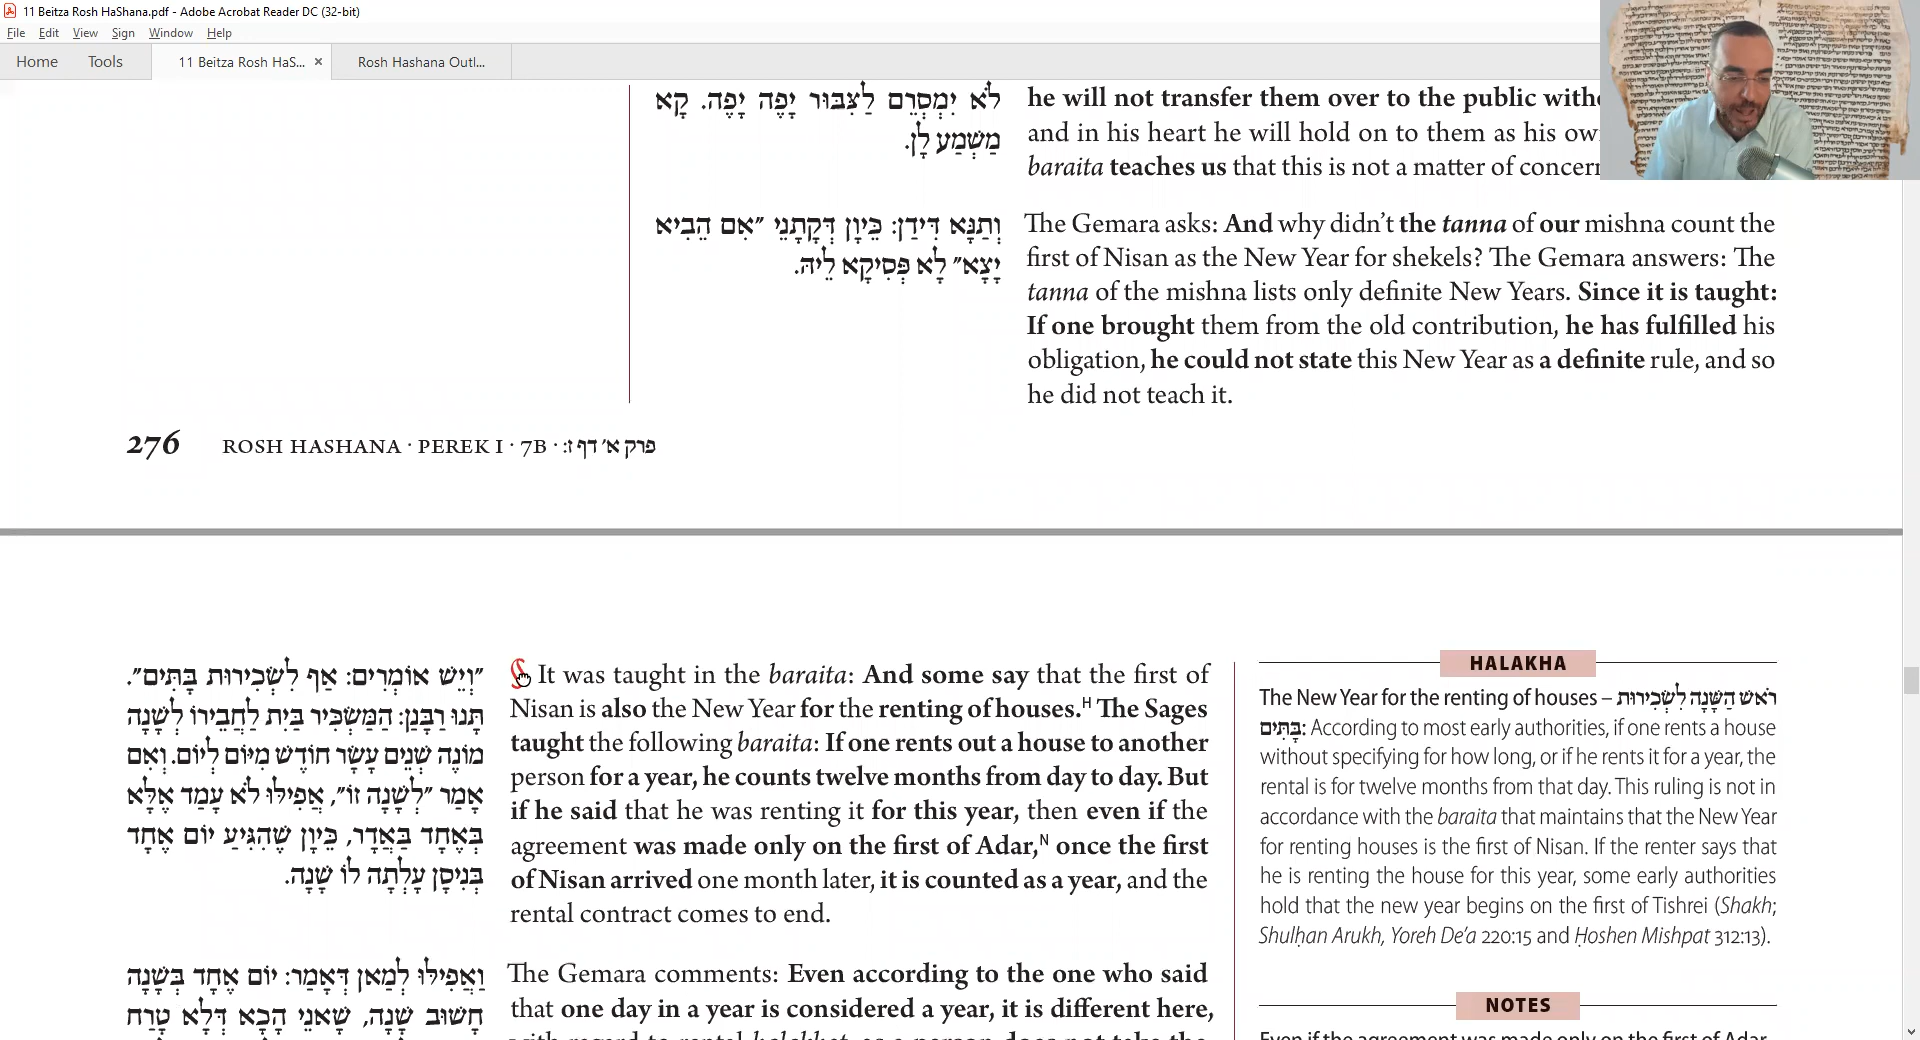 11 Beitza Rosh HaShana.pdf - Adobe Acrobat Reader DC (32-bit)
File Edit View Sign Window Help
Home Tools 11 Beitza Rosh HaS... × Rosh Hashana Outl...
לֹא יִמְסְרֵם לַצִּבּוּר יָפֶה יָפֶה. קָא
מַשְׁמַע לָן.
he will not transfer them over to the public
and in his heart he will hold on to them as his
baraita teaches us that this is not a matter of
וְתַנָּא דִּידַן: כֵּיוָן דְּקָתָנֵי ״אִם הֵבִיא
יָצָא״ לָא פְּסִיקָא לֵיהּ.
The Gemara asks: And why didn’t the tanna of our mishna count the
first of Nisan as the New Year for shekels? The Gemara answers: The
tanna of the mishna lists only definite New Years. Since it is taught:
If one brought them from the old contribution, he has fulfilled his
obligation, he could not state this New Year as a definite rule, and so
he did not teach it.
276 ROSH HASHANA · PEREK I · 7B · פרק א׳ דף ז:
״וְיֵשׁ אוֹמְרִים: אַף לִשְׂכִירוּת בָּתִּים״.
תָּנוּ רַבָּנַן: הַמַּשְׂכִּיר בַּיִת לַחֲבֵירוֹ לְשָׁנָה
מוֹנֶה שְׁנֵים עָשָׂר חוֹדֶשׁ מִיּוֹם לְיוֹם. וְאִם
אָמַר ״לְשָׁנָה זוֹ״, אֲפִילּוּ לֹא עָמַד אֶלָּא
בְּאֶחָד בַּאֲדָר, כֵּיוָן שֶׁהִגִּיעַ יוֹם אֶחָד
בְּנִיסָן עָלְתָה לוֹ שָׁנָה.
It was taught in the baraita: And some say that the first of
Nisan is also the New Year for the renting of houses.ᴴ The Sages
taught the following baraita: If one rents out a house to another
person for a year, he counts twelve months from day to day. But
if he said that he was renting it for this year, then even if the
agreement was made only on the first of Adar,ᴺ once the first
of Nisan arrived one month later, it is counted as a year, and the
rental contract comes to end.
וַאֲפִילּוּ לְמַאן דְּאָמַר: יוֹם אֶחָד בְּשָׁנָה
חָשׁוּב שָׁנָה, שָׁאנֵי הָכָא דְּלָא טָרַח
The Gemara comments: Even according to the one who said
that one day in a year is considered a year, it is different here,
HALAKHA
The New Year for the renting of houses – רֹאשׁ הַשָּׁנָה לִשְׂכִירוּת
בָּתִּים: According to most early authorities, if one rents a house
without specifying for how long, or if he rents it for a year, the
rental is for twelve months from that day. This ruling is not in
accordance with the baraita that maintains that the New Year
for renting houses is the first of Nisan. If the renter says that
he is renting the house for this year, some early authorities
hold that the new year begins on the first of Tishrei (Shakh;
Shulḥan Arukh, Yoreh De’a 220:15 and Ḥoshen Mishpat 312:13).
NOTES
Even if the agreement was made only on the first of Adar